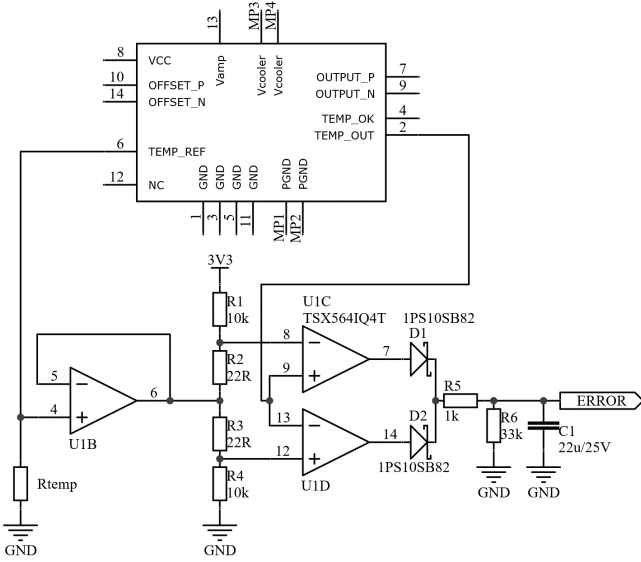 13
MP3
MP4
8
VCC
Vamp
Vcooler
Vcooler
OUTPUT_P
7
10
OFFSET_P
OUTPUT_N
9
14
OFFSET_N
TEMP_OK
4
TEMP_OUT
2
6
TEMP_REF
12
NC
GND
GND
GND
GND
PGND
PGND
1
3
5
11
MP1
MP2
3V3
R1
10k
U1C
TSX564IQ4T
1PS10SB82
D1
8
7
9
R2
22R
5
6
4
U1B
R3
22R
13
12
14
D2
1PS10SB82
U1D
R5
1k
ERROR
R6
33k
C1
22u/25V
GND
GND
R4
10k
Rtemp
GND
GND